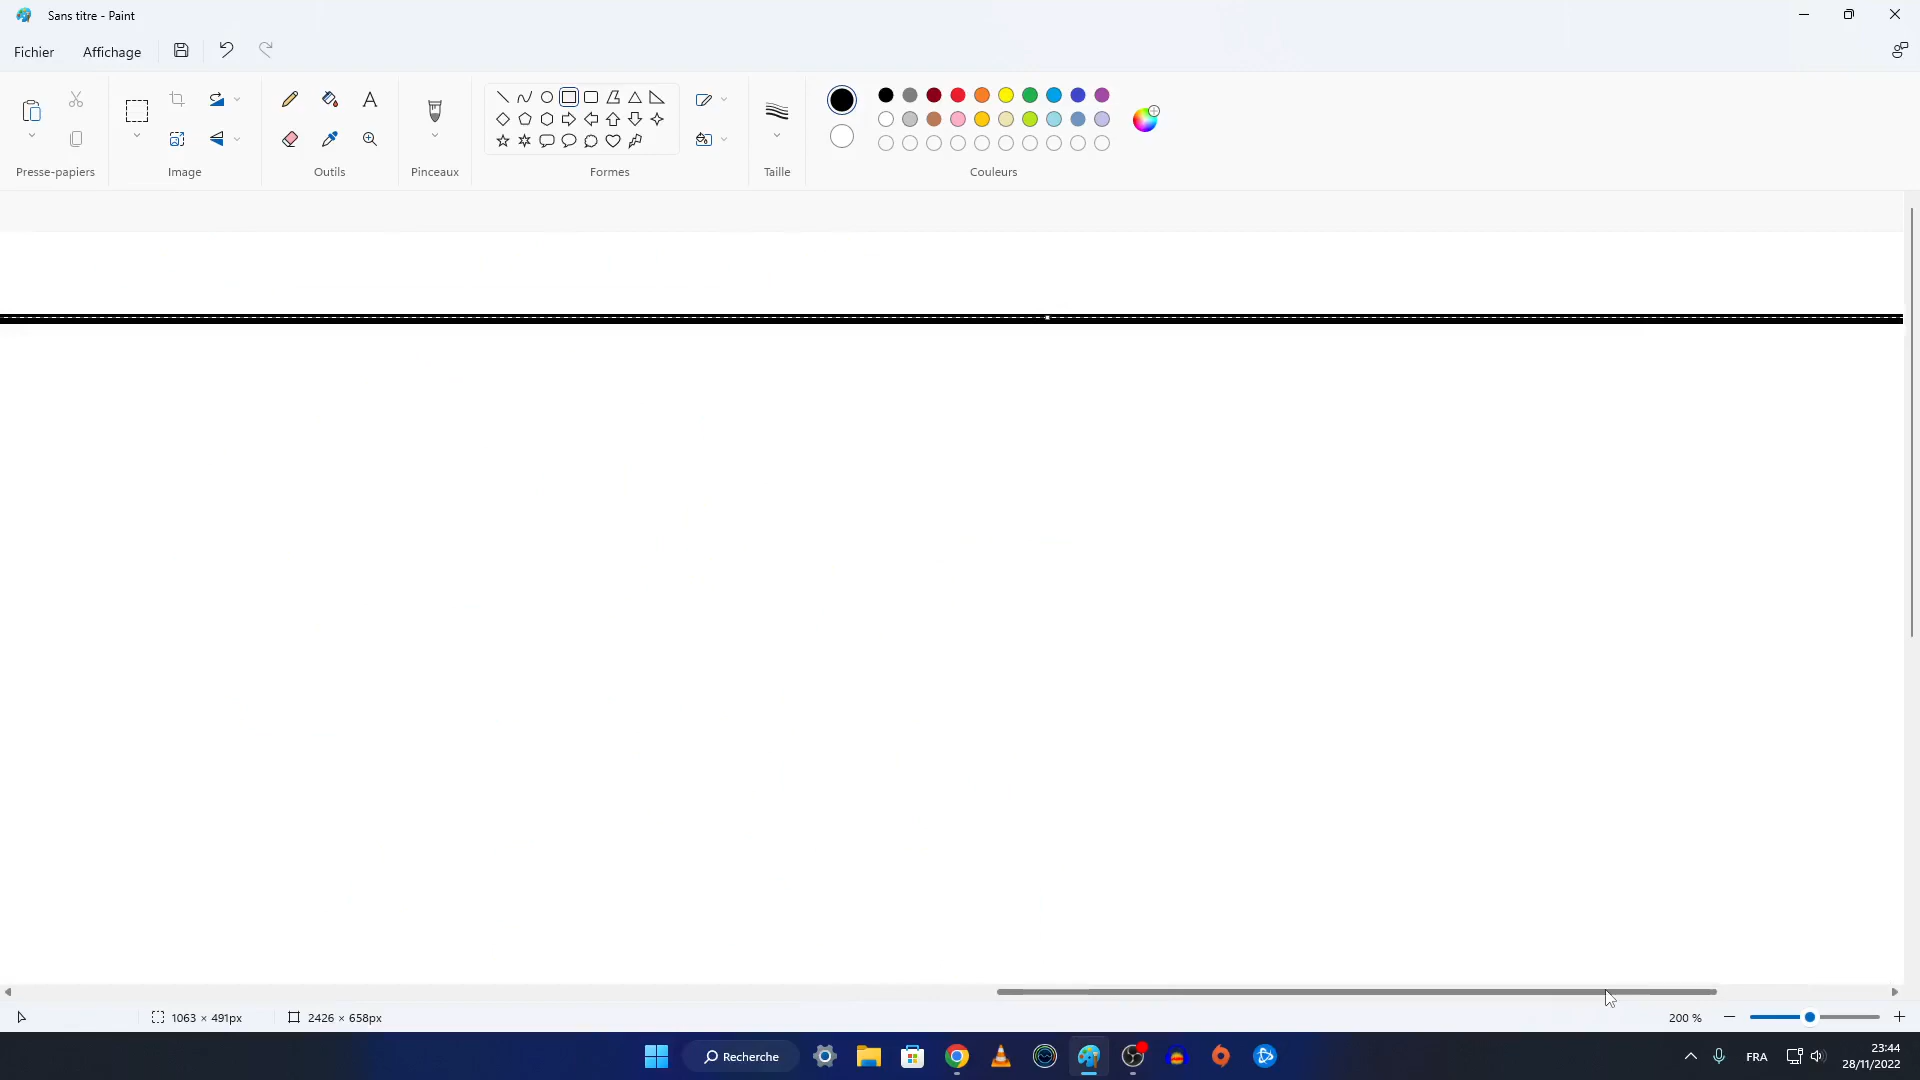 Sans titre - Paint
Fichier
Affichage
Presse-papiers
Image
Outils
Pinceaux
Formes
Taille
Couleurs
1063 × 491px
2426 × 658px
200 %
Recherche
FRA
23:44
28/11/2022